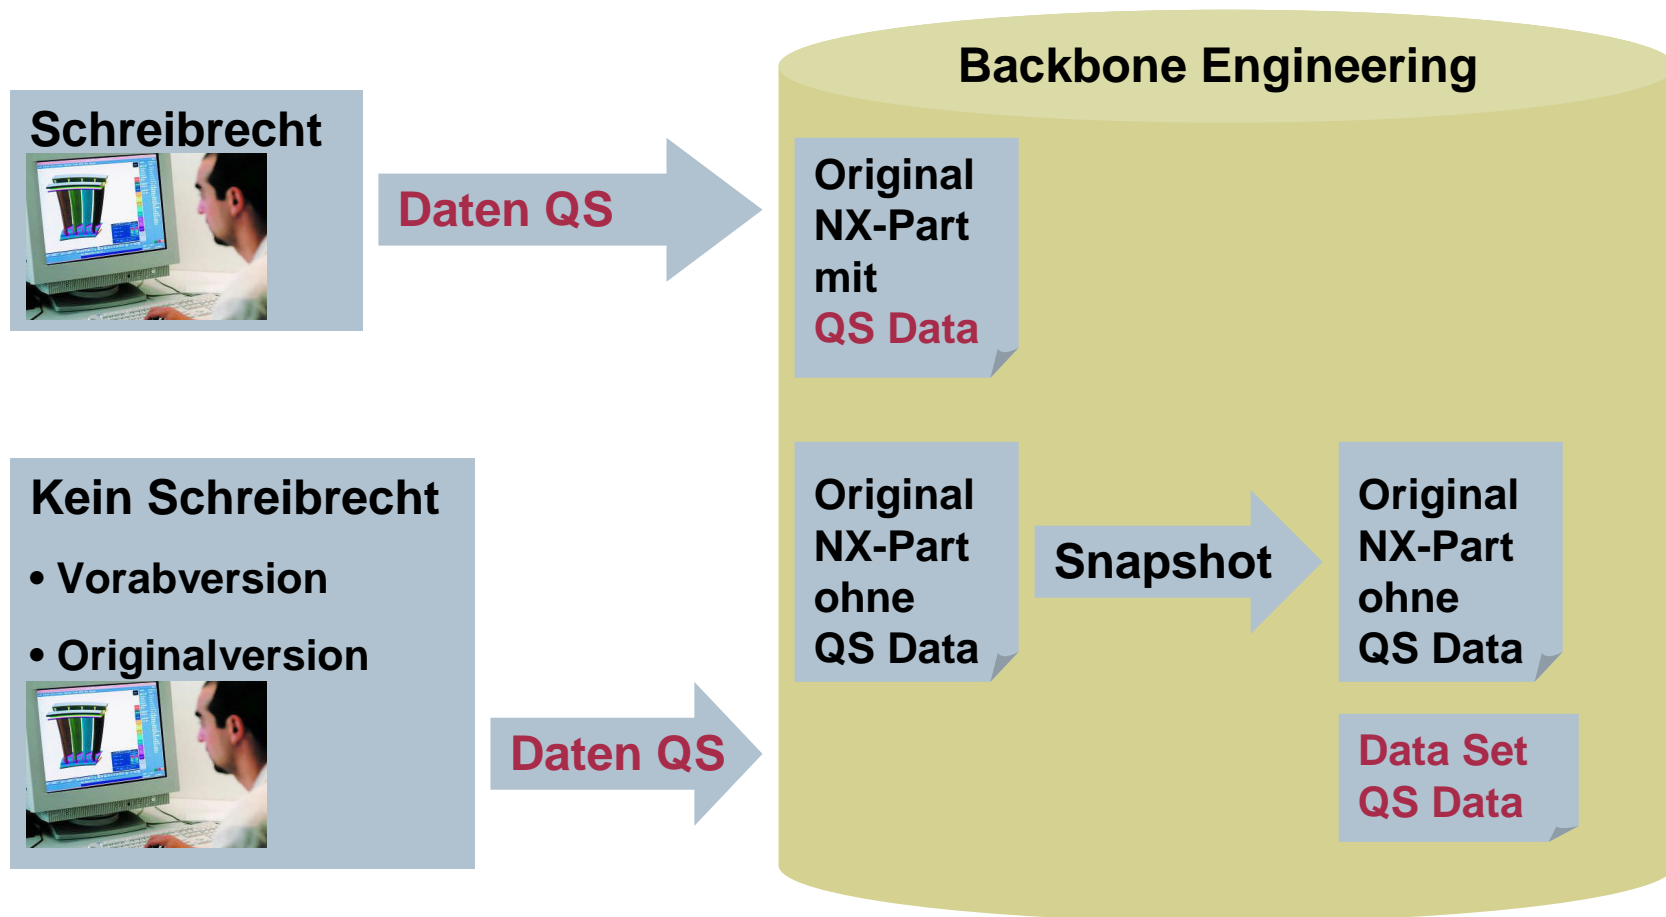 Backbone Engineering
Schreibrecht
Daten QS
Original
NX-Part
mit
QS Data
Kein Schreibrecht
• Vorabversion
• Originalversion
Daten QS
Original
NX-Part
ohne
QS Data
Snapshot
Original
NX-Part
ohne
QS Data
Data Set
QS Data